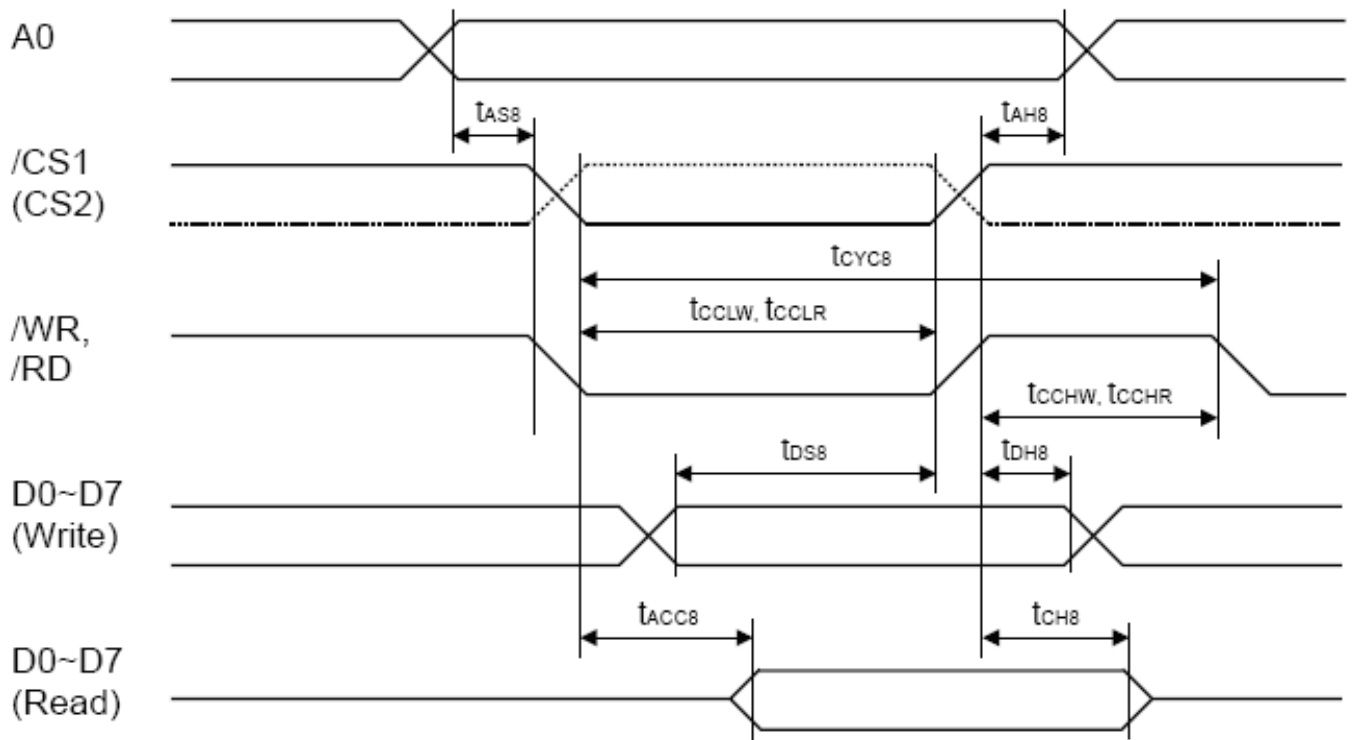 A0
tAS8
tAH8
/CS1
(CS2)
tCYC8
tCCLW, tCCLR
/WR,
/RD
tCCHW, tCCHR
tDS8
tDH8
D0~D7
(Write)
tACC8
tCH8
D0~D7
(Read)